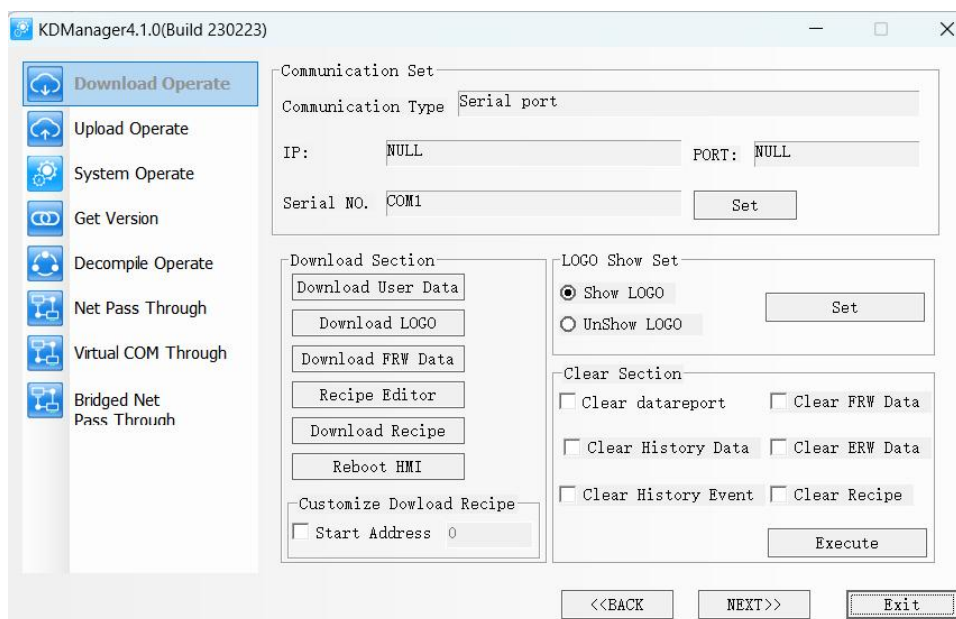 KDManager4.1.0(Build 230223)
Download Operate
Upload Operate
System Operate
Get Version
Decompile Operate
Net Pass Through
Virtual COM Through
Bridged Net
Pass Through
Communication Set
Communication Type Serial port
IP: NULL PORT: NULL
Serial NO. COM1 Set
Download Section
Download User Data
Download LOGO
Download FRW Data
Recipe Editor
Download Recipe
Reboot HMI
Customize Dowload Recipe
Start Address 0
LOGO Show Set
Show LOGO
UnShow LOGO
Set
Clear Section
Clear datareport Clear FRW Data
Clear History Data Clear ERW Data
Clear History Event Clear Recipe
Execute
<<BACK NEXT>> Exit